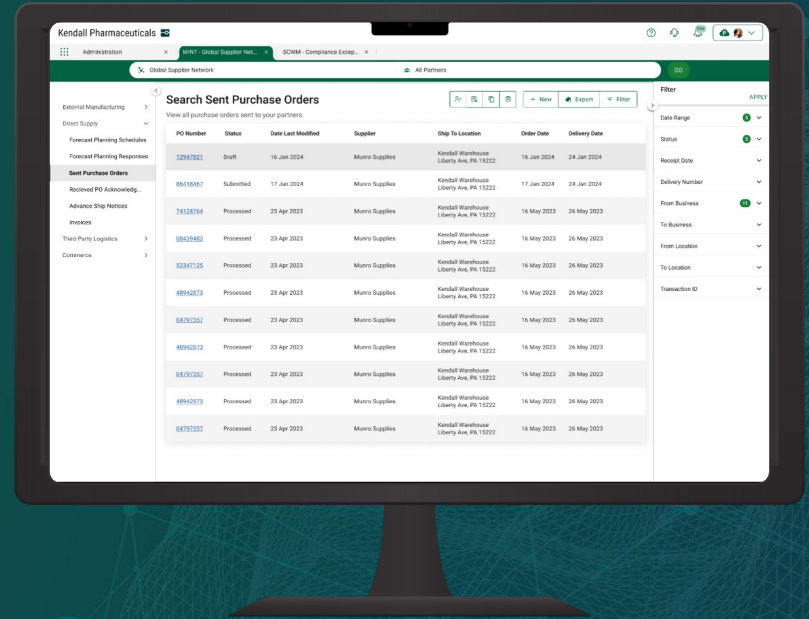 Kendall Pharmaceuticals
99+
P
Administration ×
MINT - Global Supplier Net... ×
SCWM - Compliance Excep... ×
Global Supplier Network
All Partners
GO
External Manufacturing
Direct Supply
Forecast Planning Schedules
Forecast Planning Responses
Sent Purchase Orders
Recieved PO Acknowledg...
Advance Ship Notices
Invoices
Third-Party Logistics
Commerce
Search Sent Purchase Orders
View all purchase orders sent to your partners.
New Export Filter
PO Number Status Date Last Modified Supplier Ship To Location Order Date Delivery Date
12947821 Draft 16 Jan 2024 Munro Supplies Kendall Warehouse 16 Jan 2024 24 Jan 2024
Liberty Ave, PA 15222
86418467 Submitted 17 Jan 2024 Munro Supplies Kendall Warehouse 17 Jan 2024 24 Jan 2024
Liberty Ave, PA 15222
74124764 Processed 23 Apr 2023 Munro Supplies Kendall Warehouse 16 May 2023 26 May 2023
Liberty Ave, PA 15222
08439483 Processed 23 Apr 2023 Munro Supplies Kendall Warehouse 16 May 2023 26 May 2023
Liberty Ave, PA 15222
52347125 Processed 23 Apr 2023 Munro Supplies Kendall Warehouse 16 May 2023 26 May 2023
Liberty Ave, PA 15222
48942873 Processed 23 Apr 2023 Munro Supplies Kendall Warehouse 16 May 2023 26 May 2023
Liberty Ave, PA 15222
04797357 Processed 23 Apr 2023 Munro Supplies Kendall Warehouse 16 May 2023 26 May 2023
Liberty Ave, PA 15222
48942873 Processed 23 Apr 2023 Munro Supplies Kendall Warehouse 16 May 2023 26 May 2023
Liberty Ave, PA 15222
04797357 Processed 23 Apr 2023 Munro Supplies Kendall Warehouse 16 May 2023 26 May 2023
Liberty Ave, PA 15222
48942873 Processed 23 Apr 2023 Munro Supplies Kendall Warehouse 16 May 2023 26 May 2023
Liberty Ave, PA 15222
04797357 Processed 23 Apr 2023 Munro Supplies Kendall Warehouse 16 May 2023 26 May 2023
Liberty Ave, PA 15222
Filter
APPLY
Date Range 5
Status 5
Receipt Date
Delivery Number
From Business 11
To Business
From Location
To Location
Transaction ID